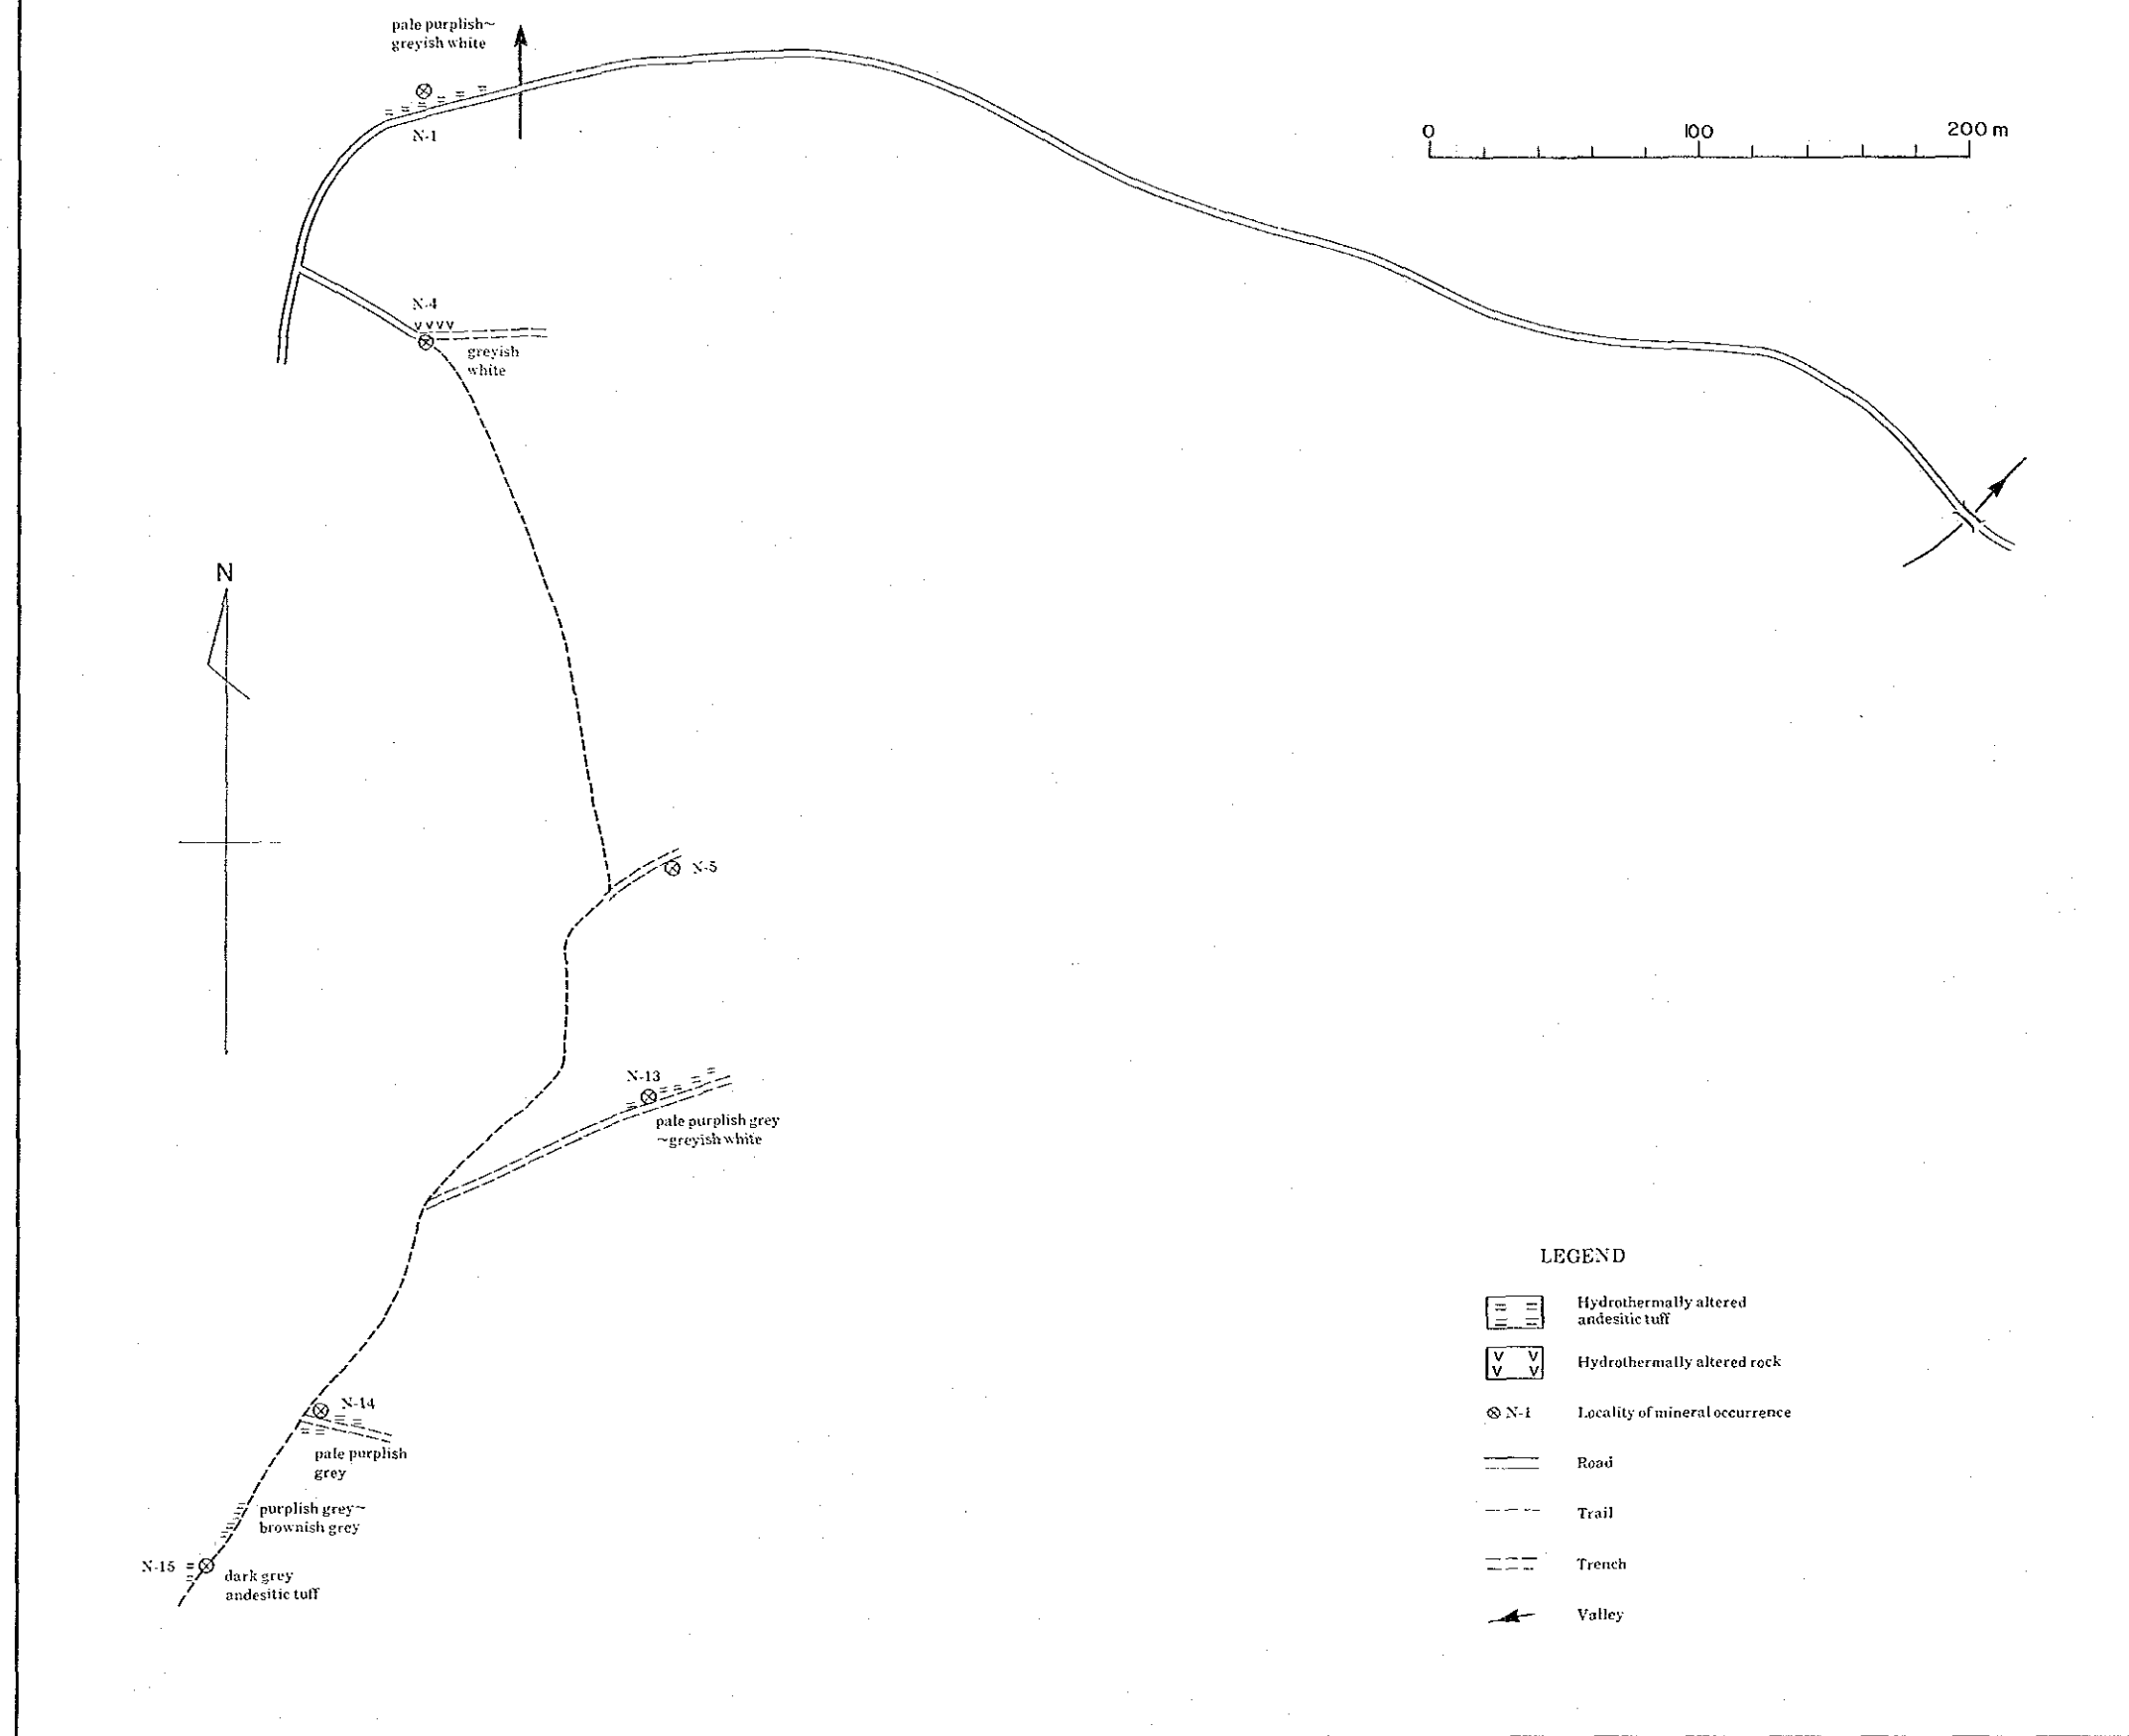 pale purplish~
greyish white
N-1
0 100 200 m
N-4
greyish
white
N
N-5
N-13
pale purplish grey
~greyish white
N-14
pale purplish
grey
purplish grey~
brownish grey
N-15
dark grey
andesitic tuff
LEGEND
Hydrothermally altered
andesitic tuff
Hydrothermally altered rock
N-1 Locality of mineral occurrence
Road
Trail
Trench
Valley